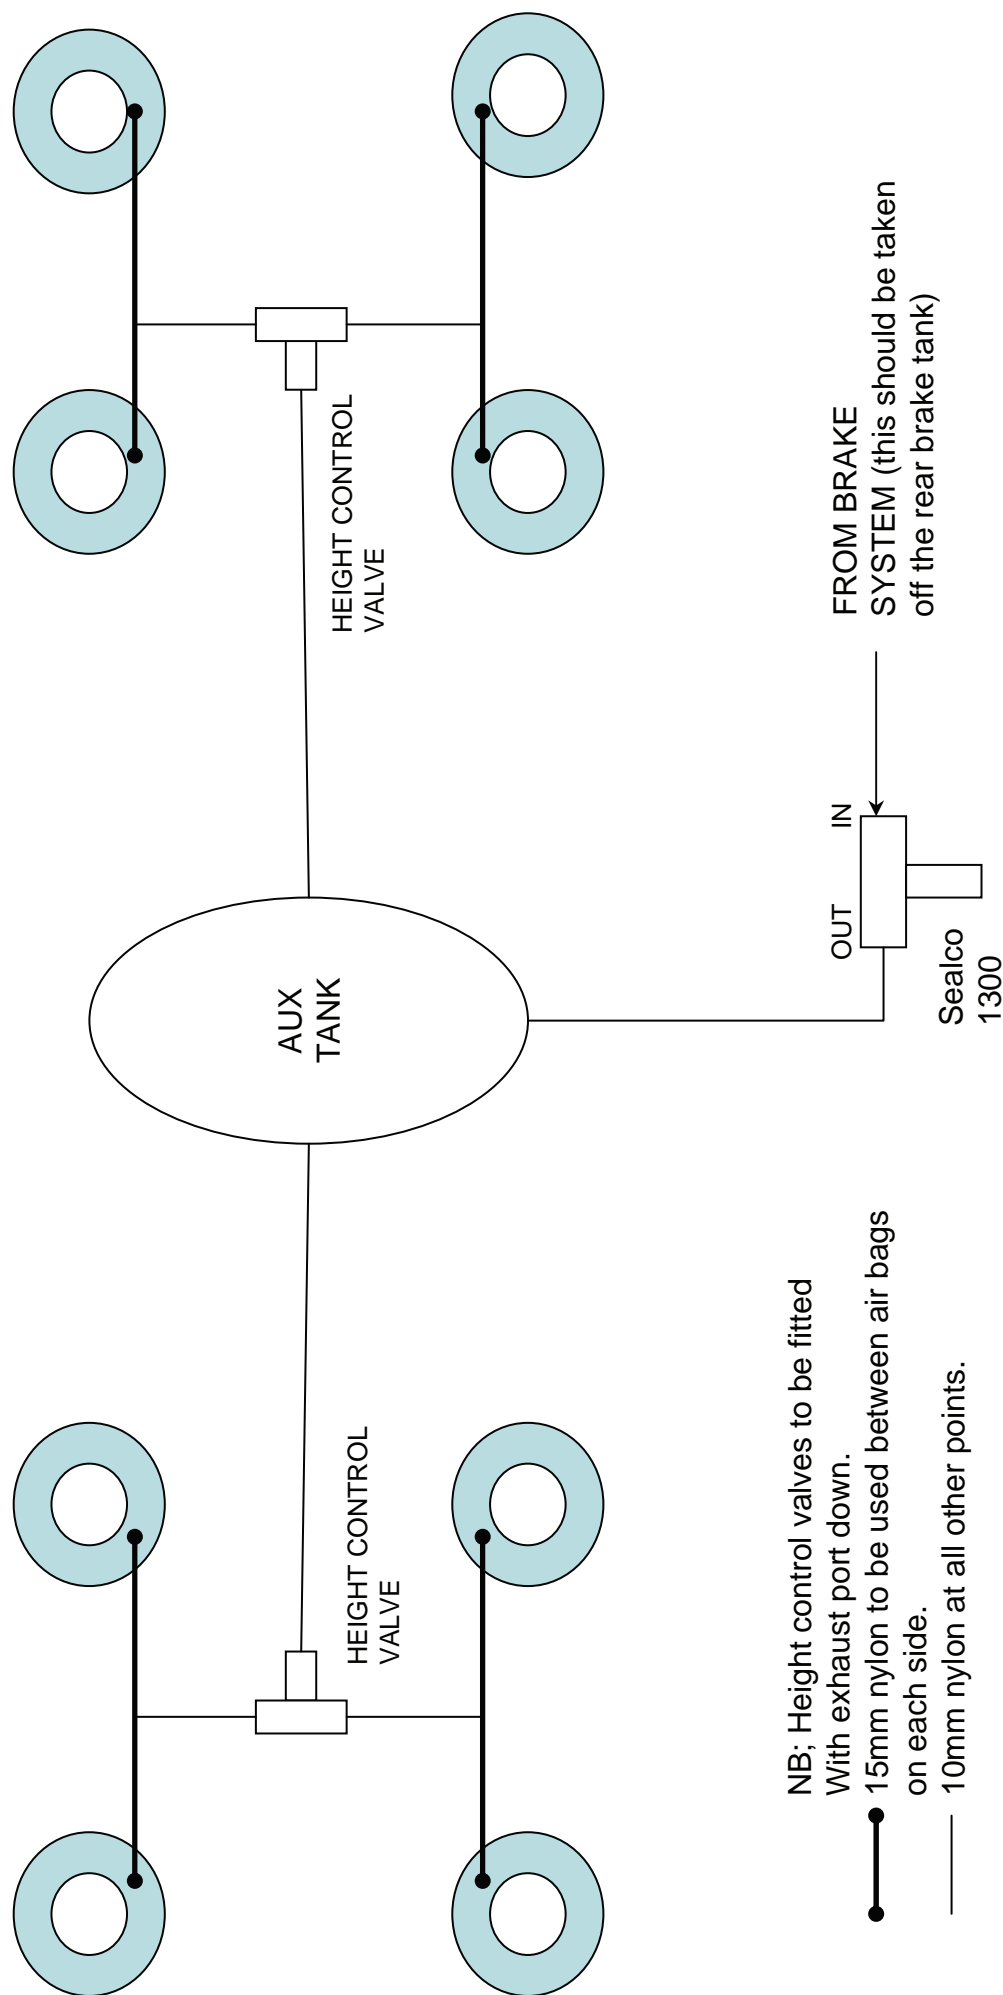 HEIGHT CONTROL
VALVE
AUX
TANK
HEIGHT CONTROL
VALVE
NB; Height control valves to be fitted
With exhaust port down.
15mm nylon to be used between air bags
on each side.
10mm nylon at all other points.
OUT IN
Sealco
1300
FROM BRAKE
SYSTEM (this should be taken
off the rear brake tank)